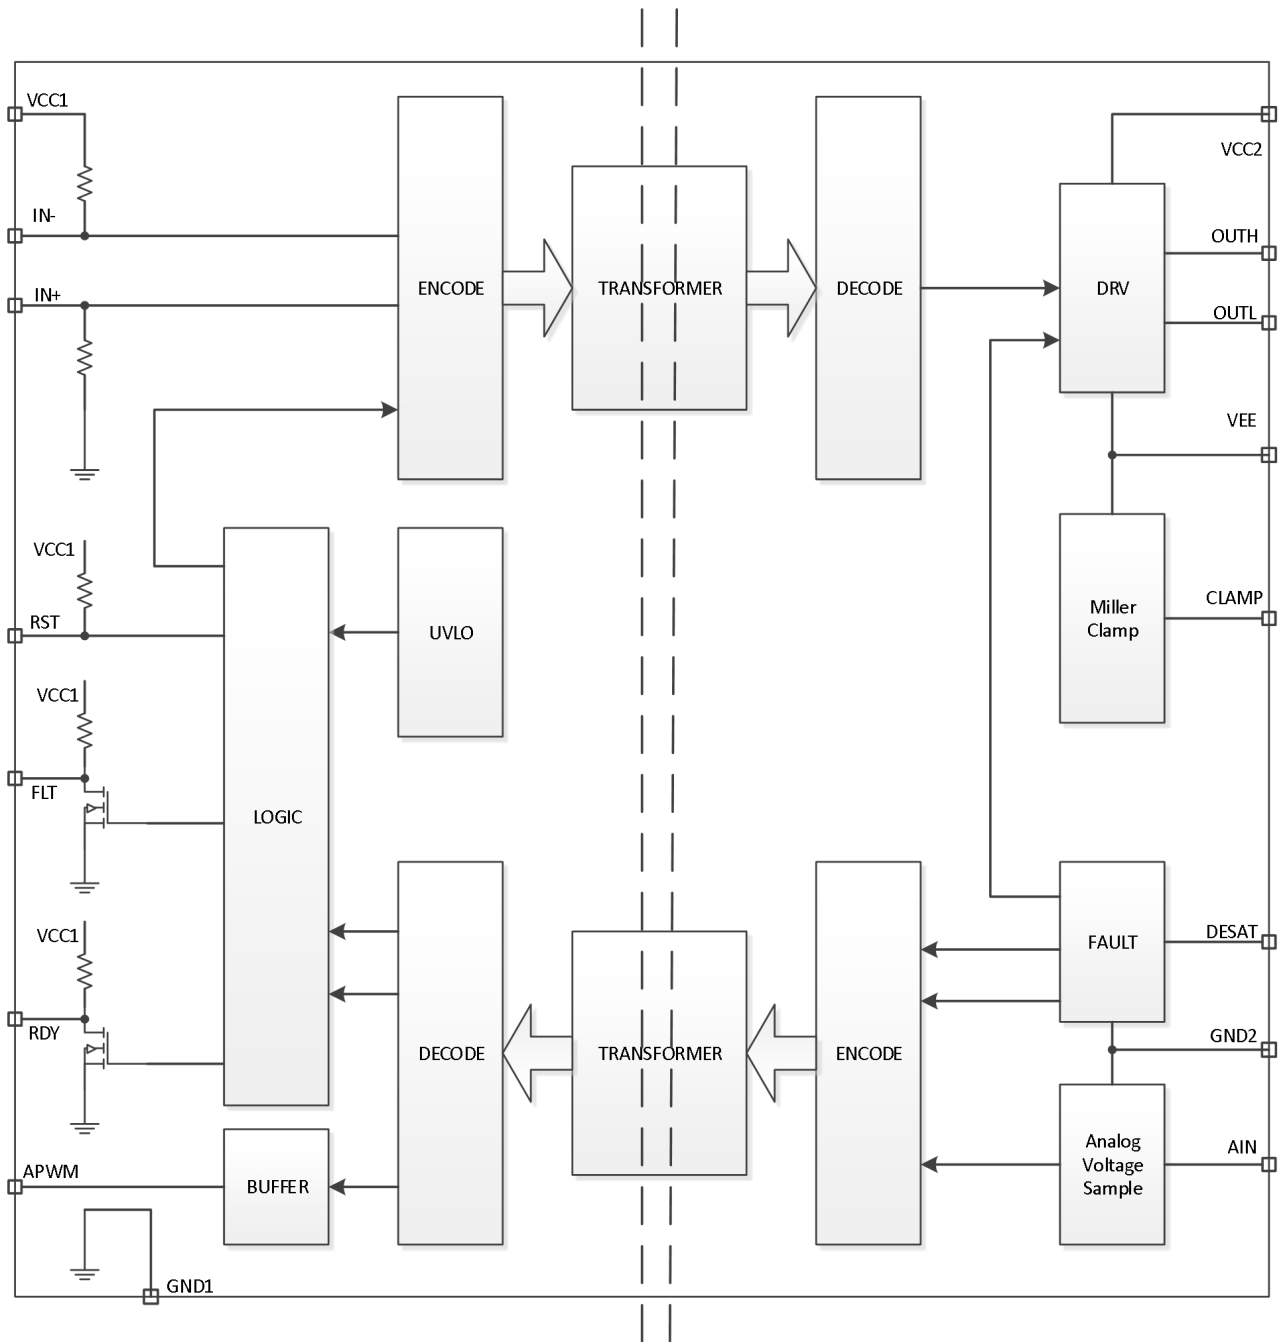 VCC1
IN-
IN+
ENCODE
TRANSFORMER
DECODE
DRV
VCC2
OUTH
OUTL
VEE
VCC1
RST
UVLO
Miller
Clamp
CLAMP
VCC1
FLT
LOGIC
VCC1
RDY
DECODE
TRANSFORMER
ENCODE
FAULT
DESAT
GND2
Analog
Voltage
Sample
AIN
APWM
BUFFER
GND1